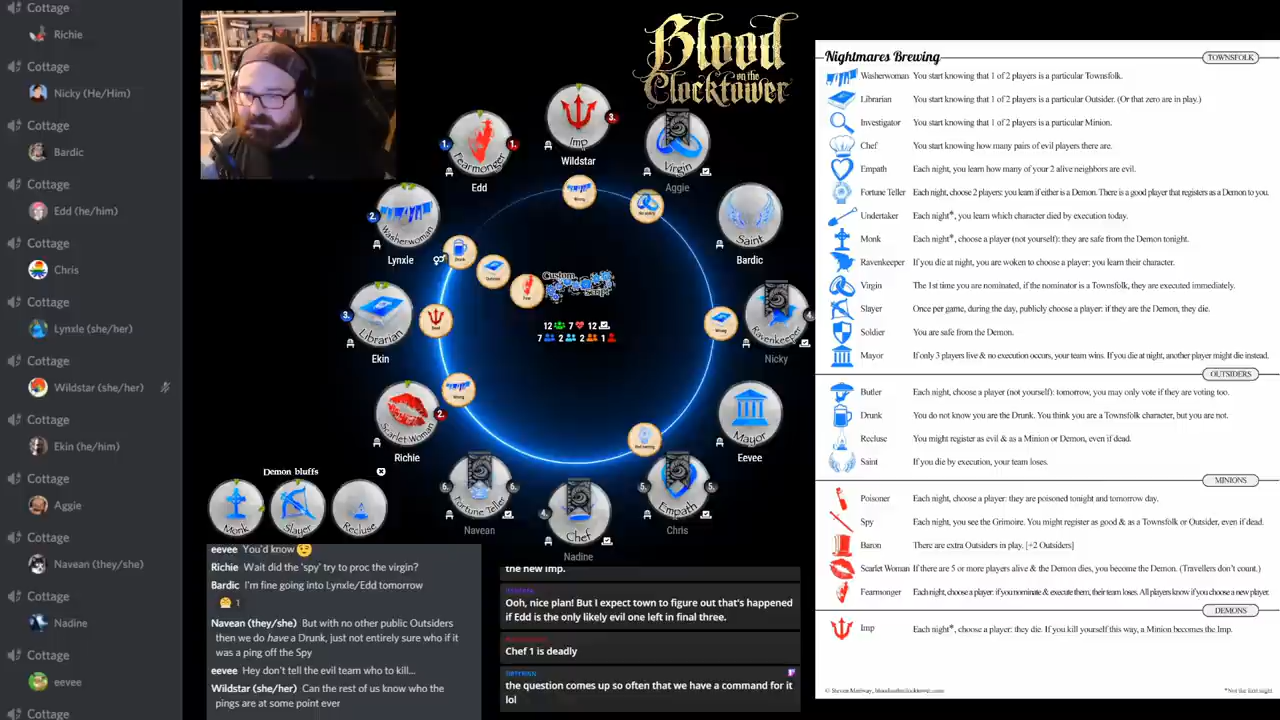 Cottage
Richie
Cottage
Nicky (He/Him)
Cottage
Bardic
Cottage
Edd (he/him)
Cottage
Chris
Cottage
Lynxle (she/her)
Cottage
Wildstar (she/her)
Cottage
Ekin (he/him)
Cottage
Aggie
Cottage
Navean (they/she)
Cottage
Nadine
Cottage
eevee
Cottage
Blood
on the
Clocktower
Imp
3.
Wildstar
Fearmonger
1.
1.
Edd
Virgin
Aggie
Washerwoman
2.
Lynxle
Saint
Bardic
Librarian
3.
Ekin
Ravenkeeper
4.
Nicky
Scarlet Woman
2.
Richie
Mayor
Eevee
Fortune Teller
6.
6.
Navean
Chef
4.
Nadine
Empath
5.
5.
Chris
Wrong
Drunk
Outsider
Fear
Dead
Wrong
Wrong
Custom
Script
12 7 12
7 2 2 1
Demon bluffs
Monk
Slayer
Recluse
eevee You'd know
Richie Wait did the 'spy' try to proc the virgin?
Bardic I'm fine going into Lynxle/Edd tomorrow
1
Navean (they/she) But with no other public Outsiders
then we do have a Drunk, just not entirely sure who if it
was a ping off the Spy
eevee Hey don't tell the evil team who to kill...
Wildstar (she/her) Can the rest of us know who the
pings are at some point ever
the new imp.
Ooh, nice plan! But I expect town to figure out that's happened
if Edd is the only likely evil one left in final three.
Chef 1 is deadly
the question comes up so often that we have a command for it
lol
Nightmares Brewing
TOWNSFOLK
Washerwoman You start knowing that 1 of 2 players is a particular Townsfolk.
Librarian You start knowing that 1 of 2 players is a particular Outsider. (Or that zero are in play.)
Investigator You start knowing that 1 of 2 players is a particular Minion.
Chef You start knowing how many pairs of evil players there are.
Empath Each night, you learn how many of your 2 alive neighbors are evil.
Fortune Teller Each night, choose 2 players: you learn if either is a Demon. There is a good player that registers as a Demon to you.
Undertaker Each night*, you learn which character died by execution today.
Monk Each night*, choose a player (not yourself): they are safe from the Demon tonight.
Ravenkeeper If you die at night, you are woken to choose a player: you learn their character.
Virgin The 1st time you are nominated, if the nominator is a Townsfolk, they are executed immediately.
Slayer Once per game, during the day, publicly choose a player: if they are the Demon, they die.
Soldier You are safe from the Demon.
Mayor If only 3 players live & no execution occurs, your team wins. If you die at night, another player might die instead.
OUTSIDERS
Butler Each night, choose a player (not yourself): tomorrow, you may only vote if they are voting too.
Drunk You do not know you are the Drunk. You think you are a Townsfolk character, but you are not.
Recluse You might register as evil & as a Minion or Demon, even if dead.
Saint If you die by execution, your team loses.
MINIONS
Poisoner Each night, choose a player: they are poisoned tonight and tomorrow day.
Spy Each night, you see the Grimoire. You might register as good & as a Townsfolk or Outsider, even if dead.
Baron There are extra Outsiders in play. [+2 Outsiders]
Scarlet Woman If there are 5 or more players alive & the Demon dies, you become the Demon. (Travellers don't count.)
Fearmonger Each night, choose a player: if you nominate & execute them, their team loses. All players know if you choose a new player.
DEMONS
Imp Each night*, choose a player: they die. If you kill yourself this way, a Minion becomes the Imp.
*Not the first night